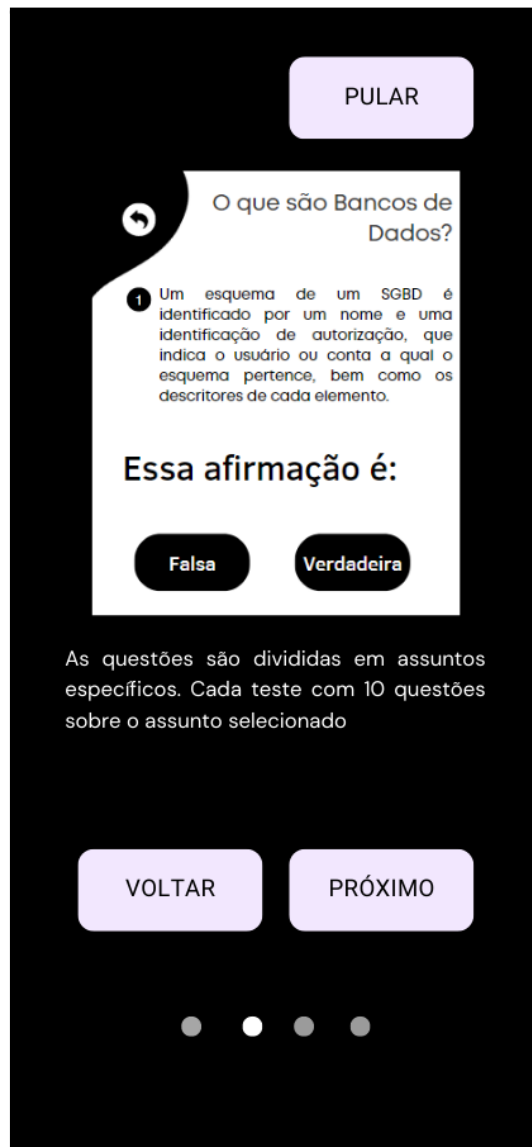 PULAR
O que são Bancos de
Dados?
1 Um esquema de um SGBD é
identificado por um nome e uma
identificação de autorização, que
indica o usuário ou conta a qual o
esquema pertence, bem como os
descritores de cada elemento.
Essa afirmação é:
Falsa
Verdadeira
As questões são divididas em assuntos
específicos. Cada teste com 10 questões
sobre o assunto selecionado
VOLTAR
PRÓXIMO